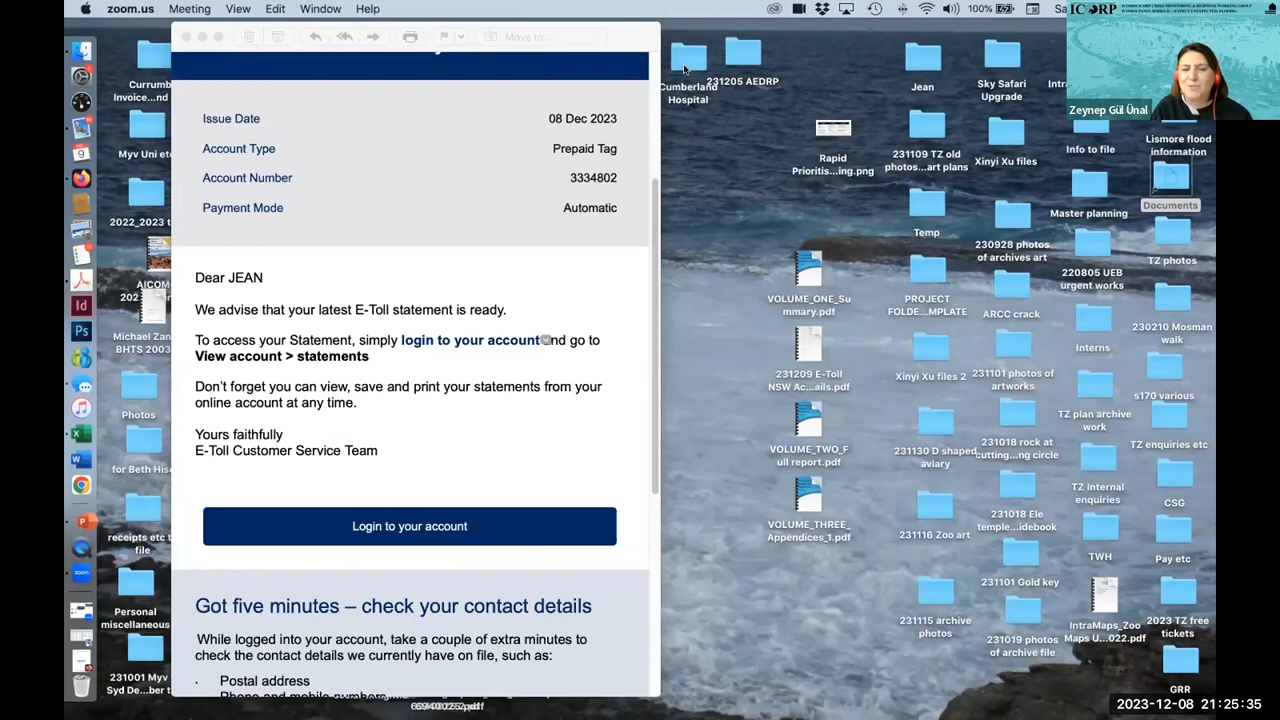 zoom.us Meeting View Edit Window Help
100%
ICORP
Zeynep Gül Ünal
Move to...
Issue Date 08 Dec 2023
Account Type Prepaid Tag
Account Number 3334802
Payment Mode Automatic
Dear JEAN
We advise that your latest E-Toll statement is ready.
To access your Statement, simply login to your account and go to
View account > statements
Don't forget you can view, save and print your statements from your
online account at any time.
Yours faithfully
E-Toll Customer Service Team
Login to your account
Got five minutes – check your contact details
While logged into your account, take a couple of extra minutes to
check the contact details we currently have on file, such as:
· Postal address
Phone and mobile numbers
Currumb
Invoice...nd
Myv Uni etc
2022_2023 t
AICOM
Michael Zan
BHTS 2003
Photos
for Beth Hise
receipts etc t
file
Personal
miscellaneous
231001 Myv
Syd De...ber t
Cumberland
Hospital
231205 AEDRP
Rapid
Prioritis...ing.png
VOLUME_ONE_Su
mmary.pdf
231209 E-Toll
NSW Ac...ails.pdf
VOLUME_TWO_F
ull report.pdf
VOLUME_THREE_
Appendices_1.pdf
Jean
231109 TZ old
photos...art plans
Temp
PROJECT
FOLDE...MPLATE
Xinyi Xu files 2
231130 D shaped
aviary
231116 Zoo art
231115 archive
photos
Sky Safari
Upgrade
Xinyi Xu files
230928 photos
of archives art
ARCC crack
231101 photos of
artworks
231018 rock at
cutting...ng circle
231018 Ele
temple...idebook
231101 Gold key
231019 photos
of archive file
Info to file
Master planning
220805 UEB
urgent works
Interns
TZ plan archive
work
TZ Internal
enquiries
TWH
IntraMaps_Zoo
Maps U...022.pdf
Lismore flood
information
Documents
TZ photos
230210 Mosman
walk
s170 various
TZ enquiries etc
CSG
Pay etc
2023 TZ free
tickets
GRR
2023-12-08 21:25:35